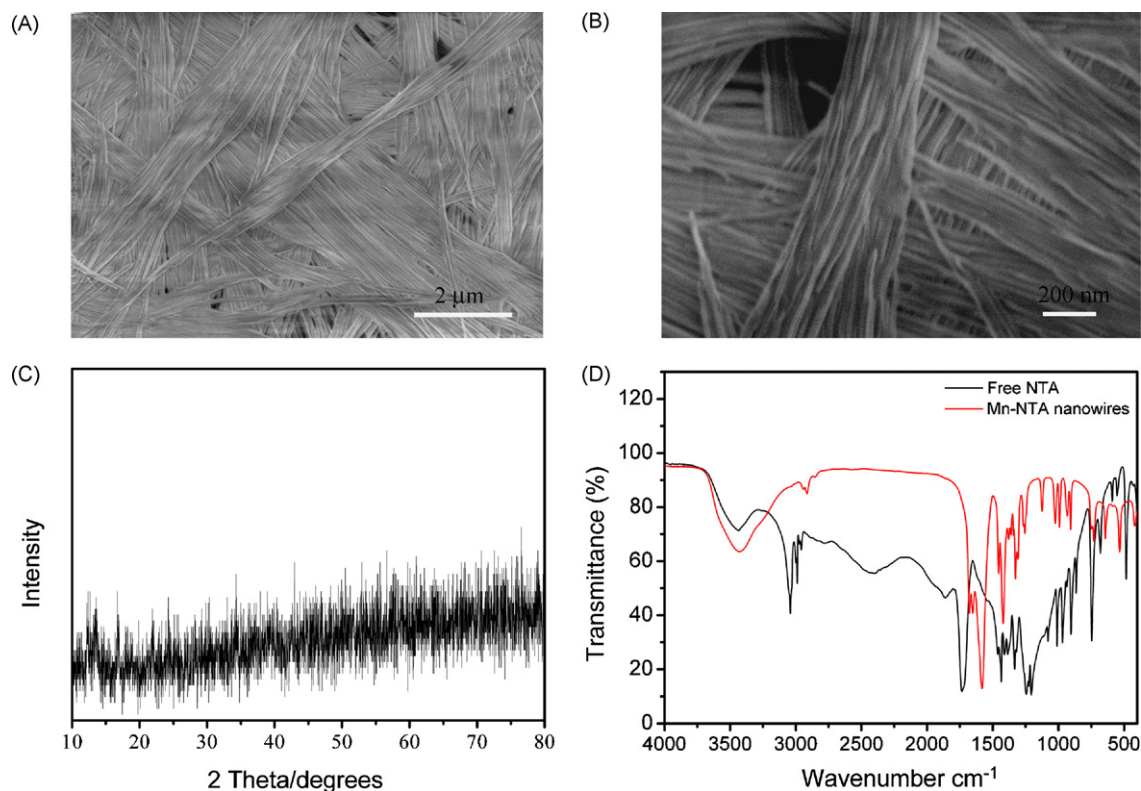 (A)
2 μm
(B)
200 nm
(C)
Intensity
10 20 30 40 50 60 70 80
2 Theta/degrees
(D)
Free NTA
Mn-NTA nanowires
120
100
80
60
40
20
0
Transmittance (%)
4000 3500 3000 2500 2000 1500 1000 500
Wavenumber cm⁻¹